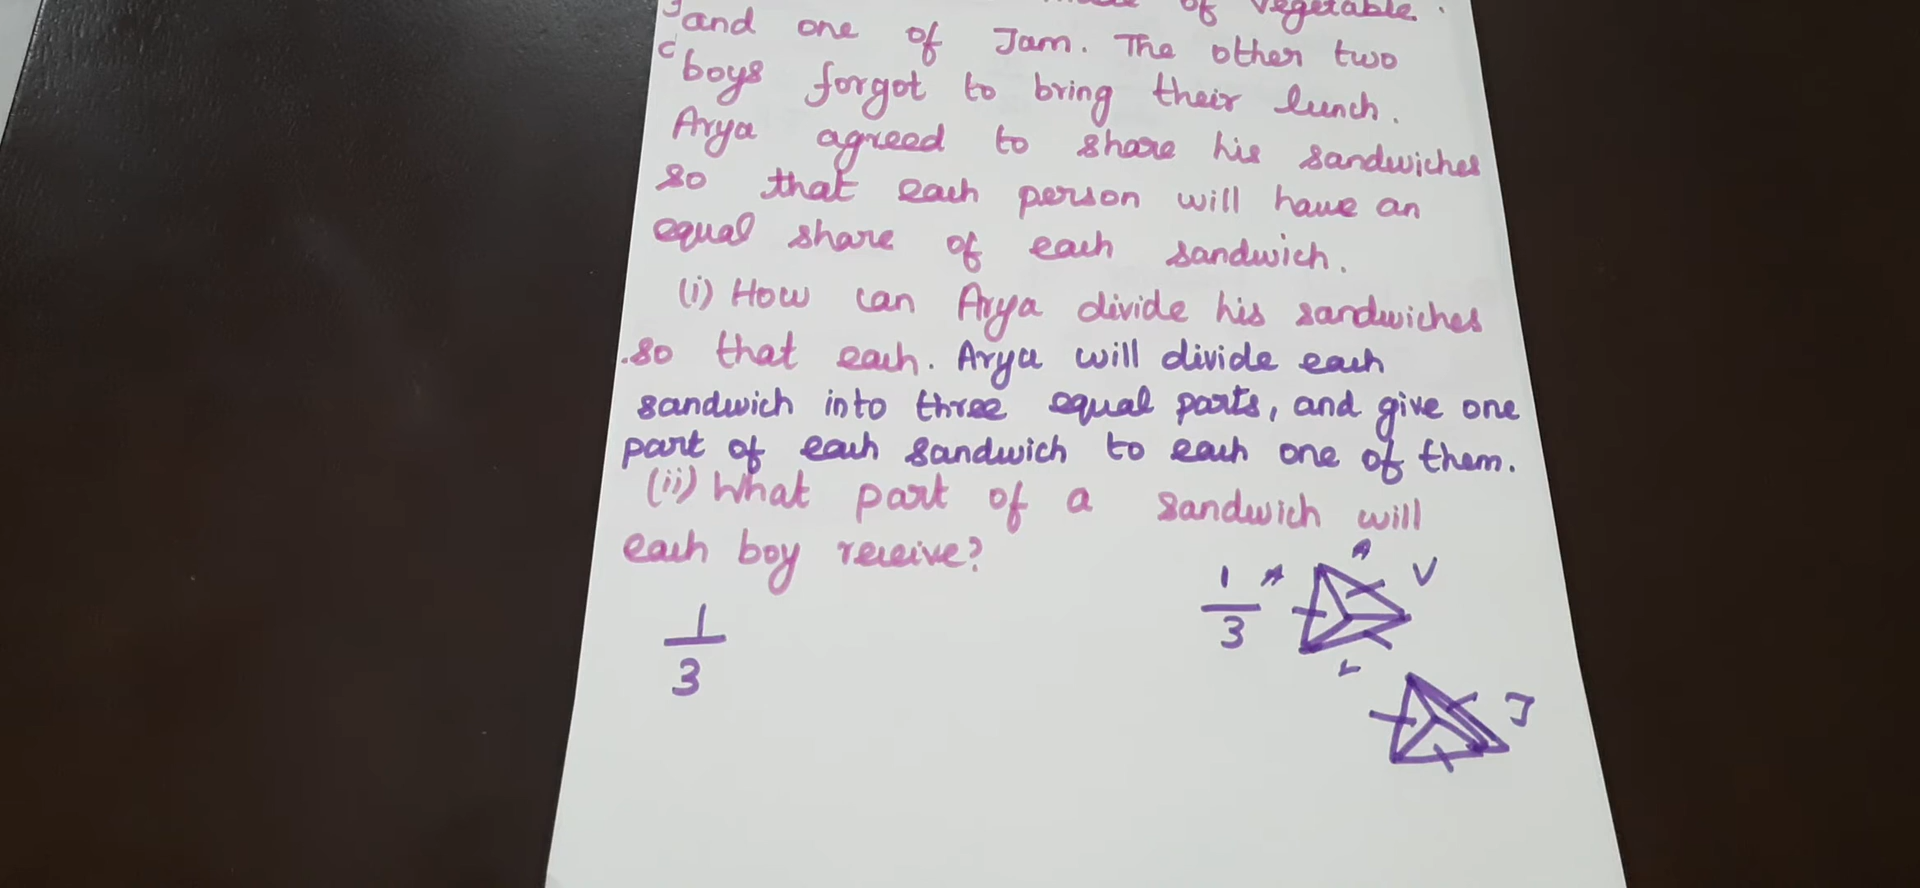 of Vegetable.
and one of Jam. The other two
boys forgot to bring their lunch.
Arya agreed to share his sandwiches
so that each person will have an
equal share of each sandwich.
(i) How can Arya divide his sandwiches
so that each. Arya will divide each
sandwich into three equal parts, and give one
part of each sandwich to each one of them.
(ii) What part of a sandwich will
each boy receive?
1
3
1
3
A
A
V
J